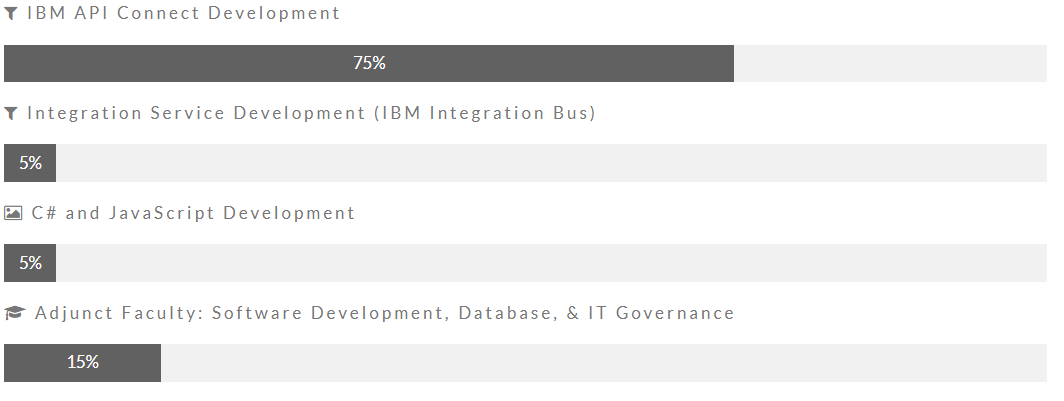 IBM API Connect Development
75%
Integration Service Development (IBM Integration Bus)
5%
C# and JavaScript Development
5%
Adjunct Faculty: Software Development, Database, & IT Governance
15%